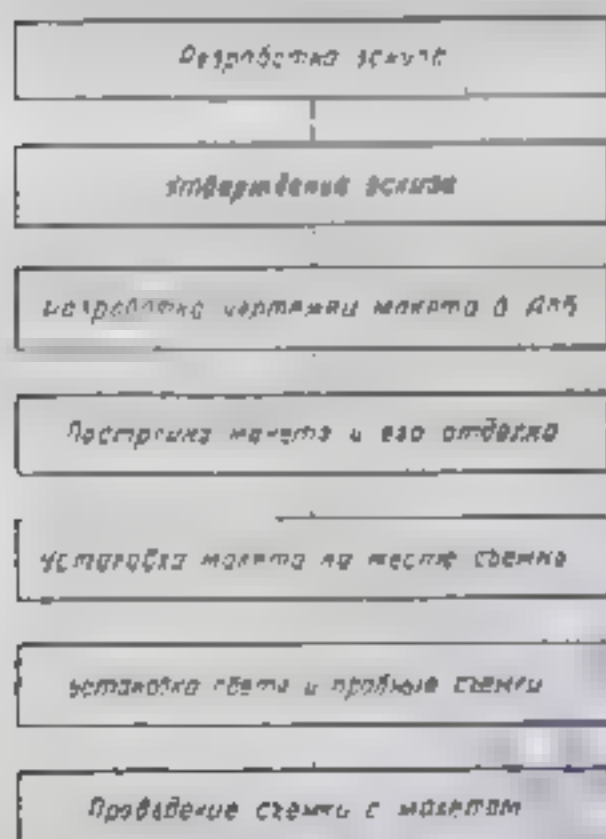 Разработка эскиза
Утверждение эскиза
Разработка чертежей макета в ДКБ
Постройка макета и его отделка
Установка макета на месте съемки
Установка света и пробные съемки
Проведение съемки с макетом